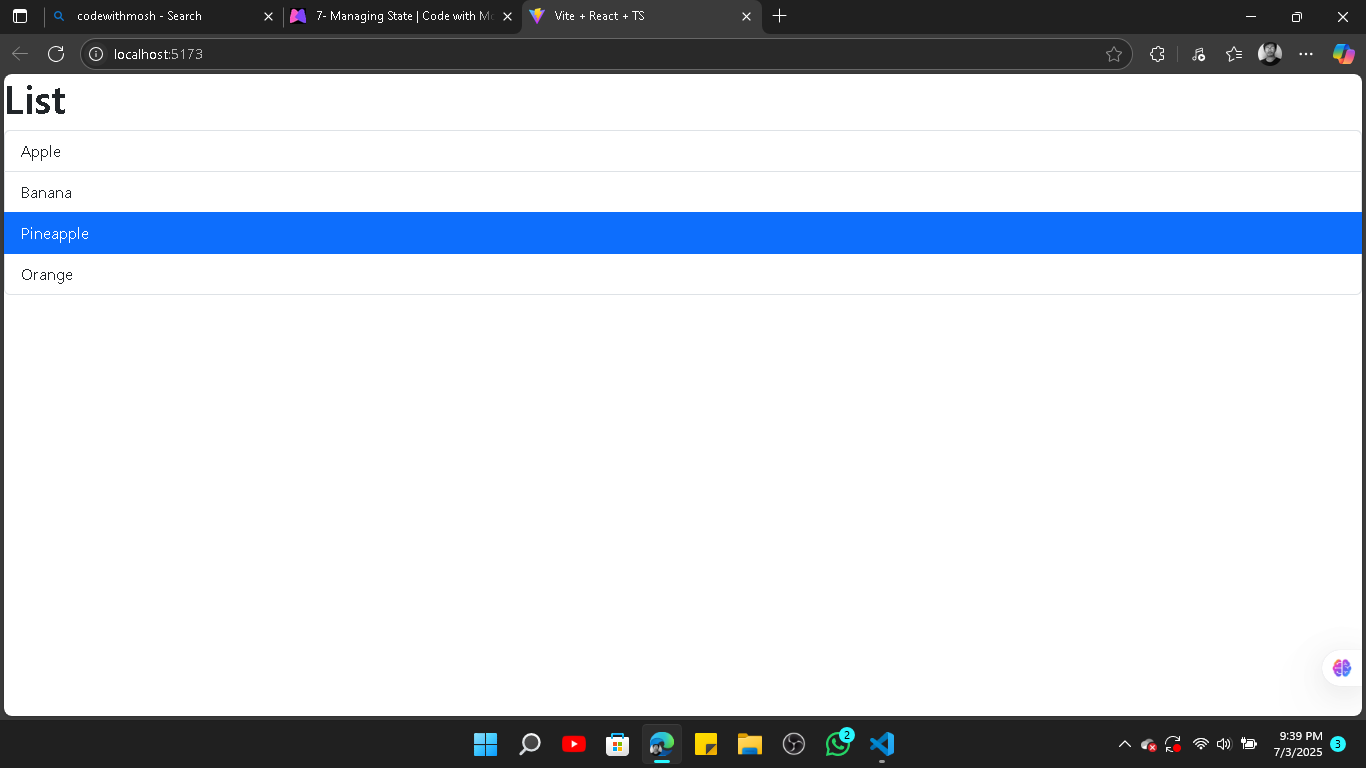 codewithmosh - Search
7- Managing State | Code with Mo
Vite + React + TS
localhost:5173
List
Apple
Banana
Pineapple
Orange
2
9:39 PM
7/3/2025
3